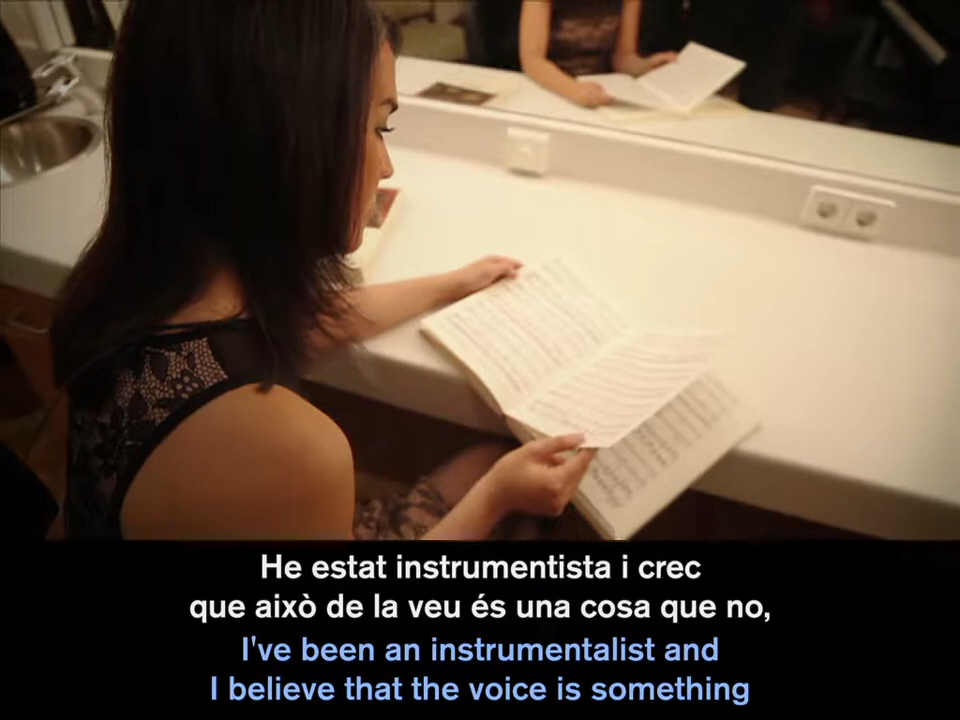 He estat instrumentista i crec
que això de la veu és una cosa que no,
I've been an instrumentalist and
I believe that the voice is something